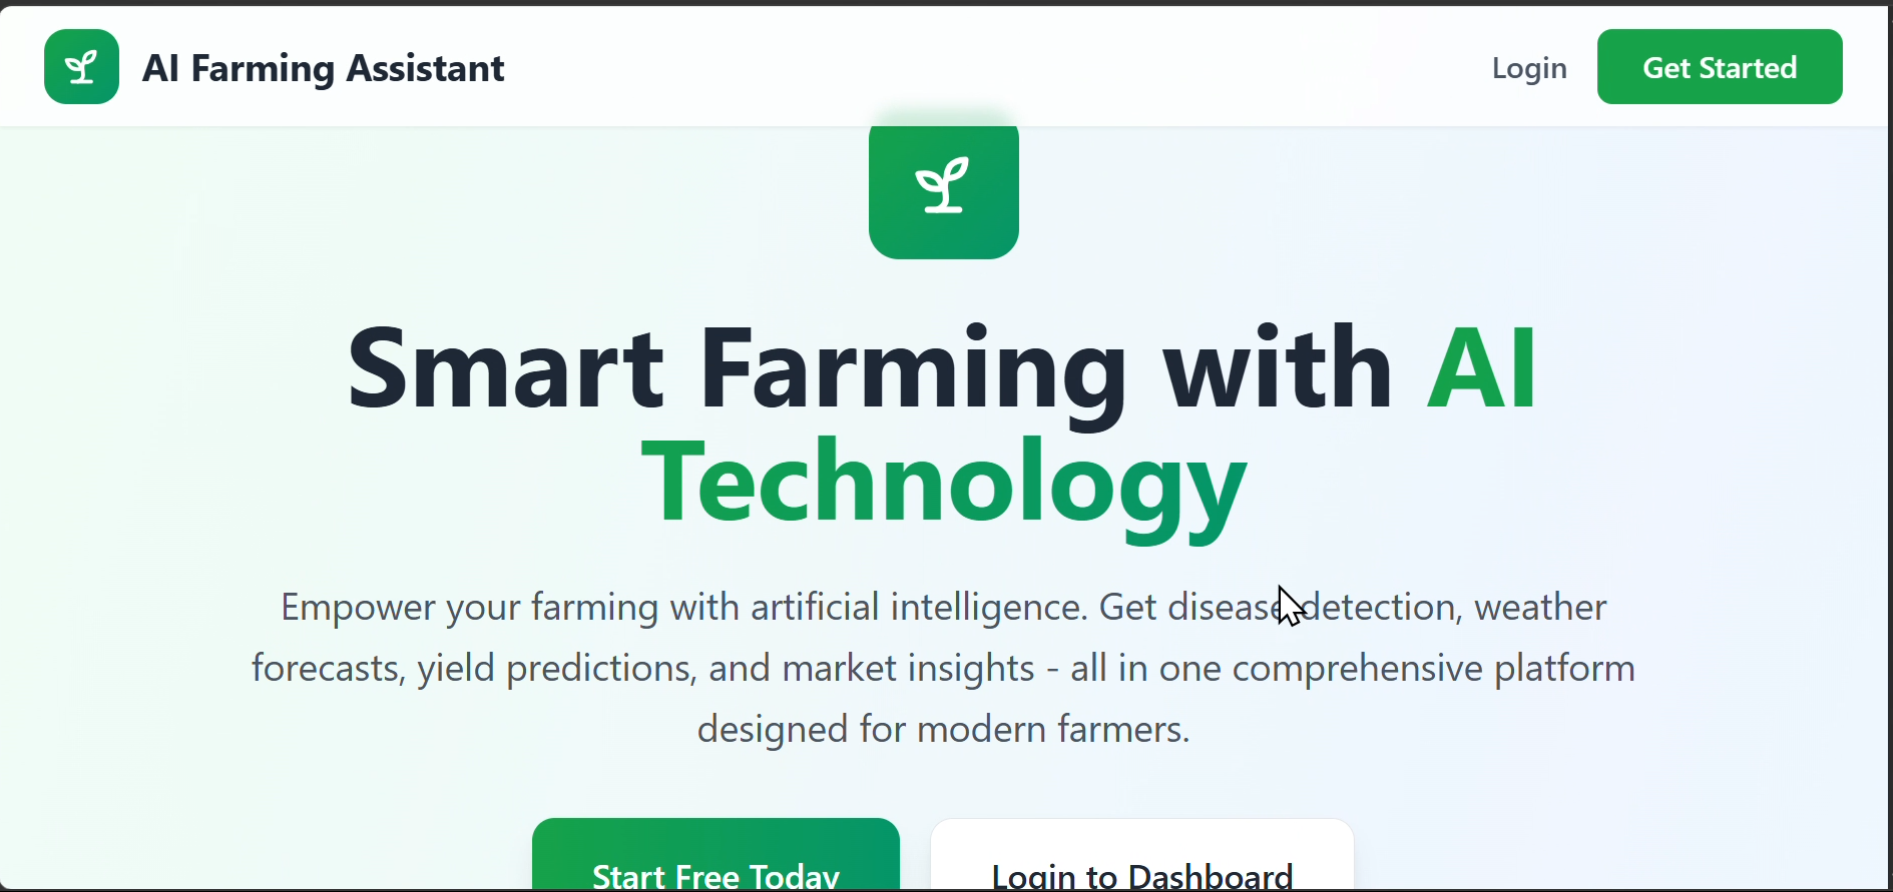 AI Farming Assistant
Login
Get Started
Smart Farming with AI
Technology
Empower your farming with artificial intelligence. Get disease detection, weather
forecasts, yield predictions, and market insights - all in one comprehensive platform
designed for modern farmers.
Start Free Today
Login to Dashboard